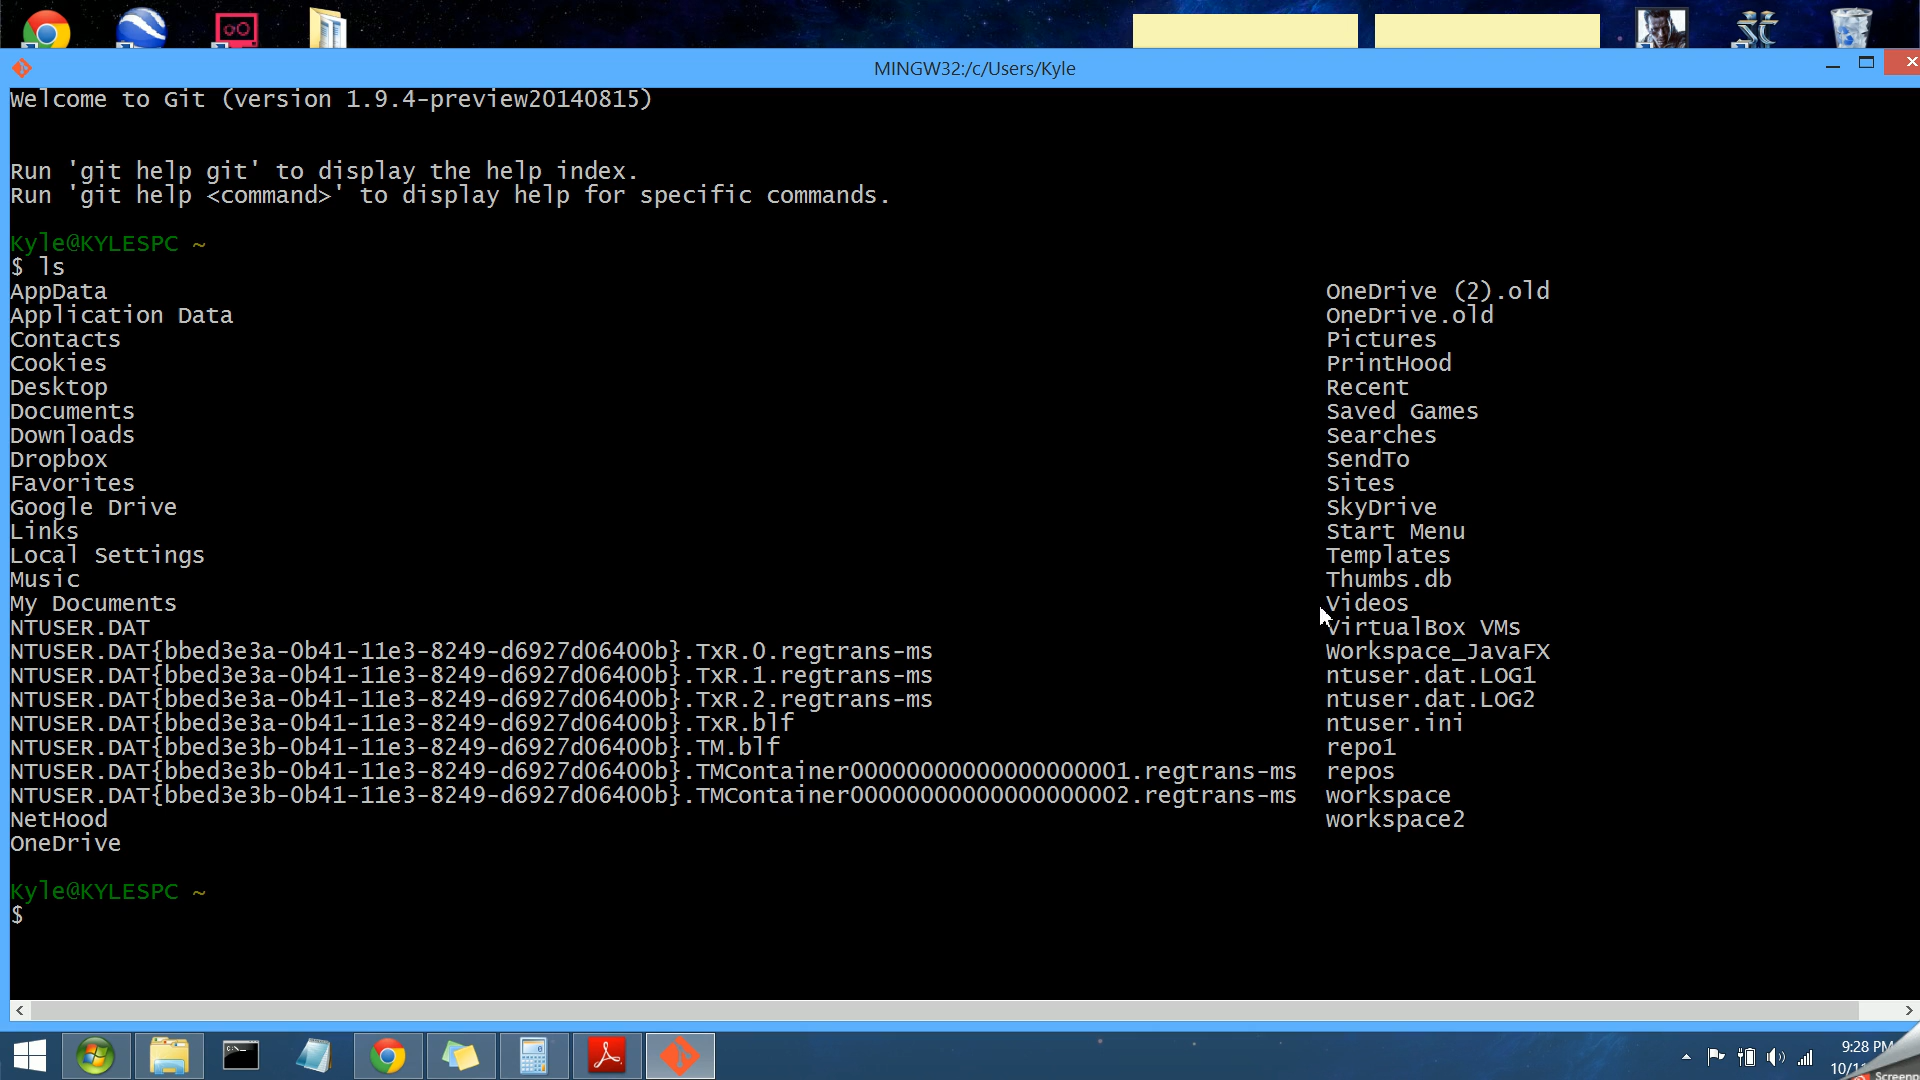 MINGW32:/c/Users/Kyle
Welcome to Git (version 1.9.4-preview20140815)
Run 'git help git' to display the help index.
Run 'git help <command>' to display help for specific commands.
Kyle@KYLESPC ~
$ ls
AppData OneDrive (2).old
Application Data OneDrive.old
Contacts Pictures
Cookies PrintHood
Desktop Recent
Documents Saved Games
Downloads Searches
Dropbox SendTo
Favorites Sites
Google Drive SkyDrive
Links Start Menu
Local Settings Templates
Music Thumbs.db
My Documents Videos
NTUSER.DAT VirtualBox VMs
NTUSER.DAT{bbed3e3a-0b41-11e3-8249-d6927d06400b}.TxR.0.regtrans-ms Workspace_JavaFX
NTUSER.DAT{bbed3e3a-0b41-11e3-8249-d6927d06400b}.TxR.1.regtrans-ms ntuser.dat.LOG1
NTUSER.DAT{bbed3e3a-0b41-11e3-8249-d6927d06400b}.TxR.2.regtrans-ms ntuser.dat.LOG2
NTUSER.DAT{bbed3e3a-0b41-11e3-8249-d6927d06400b}.TxR.blf ntuser.ini
NTUSER.DAT{bbed3e3b-0b41-11e3-8249-d6927d06400b}.TM.blf repo1
NTUSER.DAT{bbed3e3b-0b41-11e3-8249-d6927d06400b}.TMContainer00000000000000000001.regtrans-ms repos
NTUSER.DAT{bbed3e3b-0b41-11e3-8249-d6927d06400b}.TMContainer00000000000000000002.regtrans-ms workspace
NetHood workspace2
OneDrive
Kyle@KYLESPC ~
$
9:28 PM